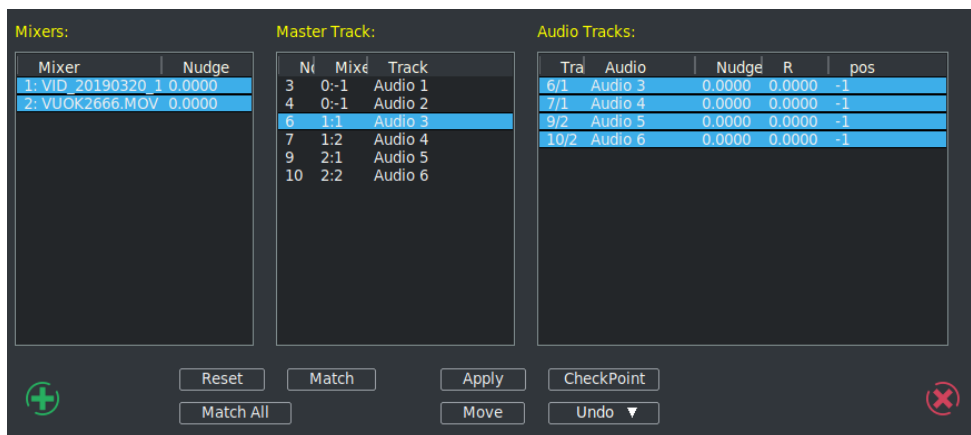 Mixers: Master Track: Audio Tracks:
Mixer Nudge No Mixe Track Tra Audio Nudge R pos
1: VID_20190320_1 0.0000 3 0:-1 Audio 1 6/1 Audio 3 0.0000 0.0000 -1
2: VUOK2666.MOV 0.0000 4 0:-1 Audio 2 7/1 Audio 4 0.0000 0.0000 -1
6 1:1 Audio 3 9/2 Audio 5 0.0000 0.0000 -1
7 1:2 Audio 4 10/2 Audio 6 0.0000 0.0000 -1
9 2:1 Audio 5
10 2:2 Audio 6
Reset Match Apply CheckPoint
Match All Move Undo ▼